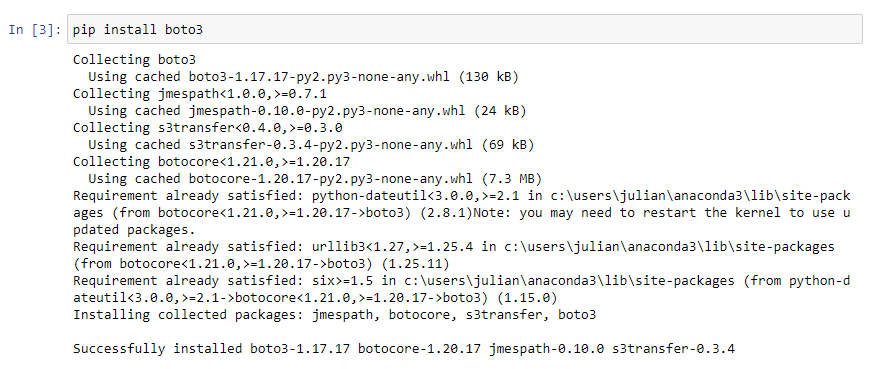 In [3]: pip install boto3
Collecting boto3
Using cached boto3-1.17.17-py2.py3-none-any.whl (130 kB)
Collecting jmespath<1.0.0,>=0.7.1
Using cached jmespath-0.10.0-py2.py3-none-any.whl (24 kB)
Collecting s3transfer<0.4.0,>=0.3.0
Using cached s3transfer-0.3.4-py2.py3-none-any.whl (69 kB)
Collecting botocore<1.21.0,>=1.20.17
Using cached botocore-1.20.17-py2.py3-none-any.whl (7.3 MB)
Requirement already satisfied: python-dateutil<3.0.0,>=2.1 in c:\users\julian\anaconda3\lib\site-pack
ages (from botocore<1.21.0,>=1.20.17->boto3) (2.8.1)Note: you may need to restart the kernel to use u
pdated packages.
Requirement already satisfied: urllib3<1.27,>=1.25.4 in c:\users\julian\anaconda3\lib\site-packages
(from botocore<1.21.0,>=1.20.17->boto3) (1.25.11)
Requirement already satisfied: six>=1.5 in c:\users\julian\anaconda3\lib\site-packages (from python-d
ateutil<3.0.0,>=2.1->botocore<1.21.0,>=1.20.17->boto3) (1.15.0)
Installing collected packages: jmespath, botocore, s3transfer, boto3
Successfully installed boto3-1.17.17 botocore-1.20.17 jmespath-0.10.0 s3transfer-0.3.4